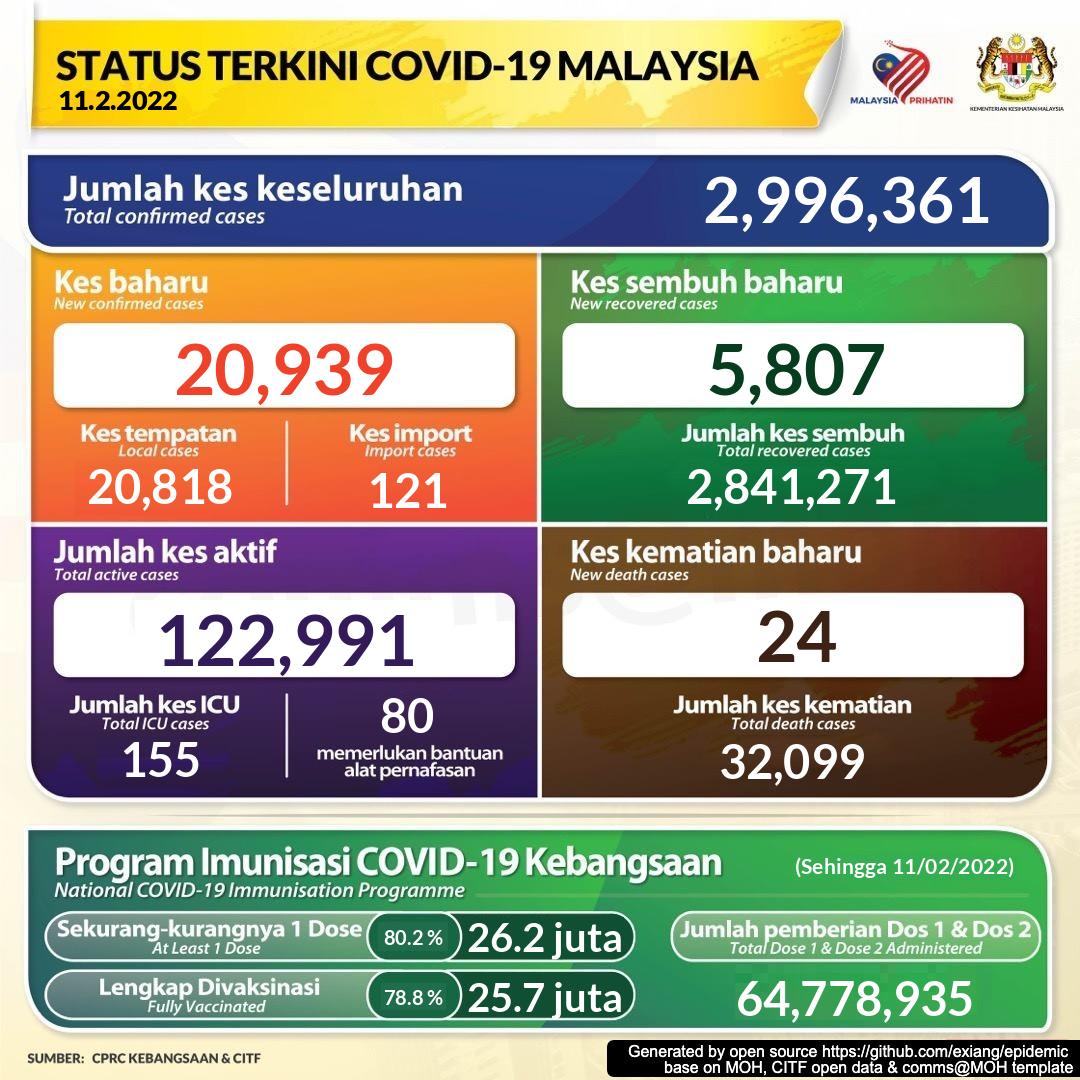 STATUS TERKINI COVID-19 MALAYSIA
11.2.2022
MALAYSIA PRIHATIN
KEMENTERIAN KESIHATAN MALAYSIA
Jumlah kes keseluruhan
Total confirmed cases
2,996,361
Kes baharu
New confirmed cases
20,939
Kes tempatan
Local cases
20,818
Kes import
Import cases
121
Kes sembuh baharu
New recovered cases
5,807
Jumlah kes sembuh
Total recovered cases
2,841,271
Jumlah kes aktif
Total active cases
122,991
Jumlah kes ICU
Total ICU cases
155
80
memerlukan bantuan
alat pernafasan
Kes kematian baharu
New death cases
24
Jumlah kes kematian
Total death cases
32,099
Program Imunisasi COVID-19 Kebangsaan
National COVID-19 Immunisation Programme
(Sehingga 11/02/2022)
Sekurang-kurangnya 1 Dose
At Least 1 Dose
80.2 %
26.2 juta
Lengkap Divaksinasi
Fully Vaccinated
78.8 %
25.7 juta
Jumlah pemberian Dos 1 & Dos 2
Total Dose 1 & Dose 2 Administered
64,778,935
SUMBER: CPRC KEBANGSAAN & CITF
Generated by open source https://github.com/exiang/epidemic
base on MOH, CITF open data & comms@MOH template